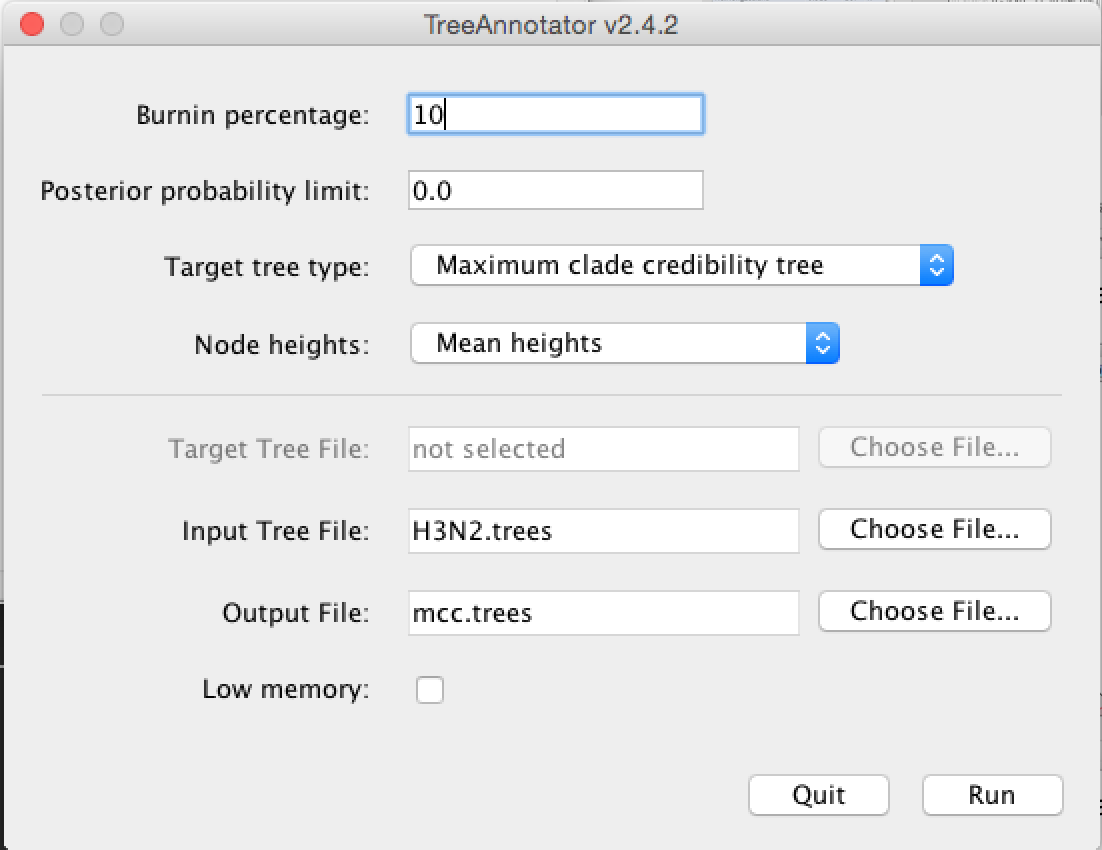 TreeAnnotator v2.4.2
Burnin percentage: 10
Posterior probability limit: 0.0
Target tree type: Maximum clade credibility tree
Node heights: Mean heights
Target Tree File: not selected Choose File...
Input Tree File: H3N2.trees Choose File...
Output File: mcc.trees Choose File...
Low memory:
Quit Run